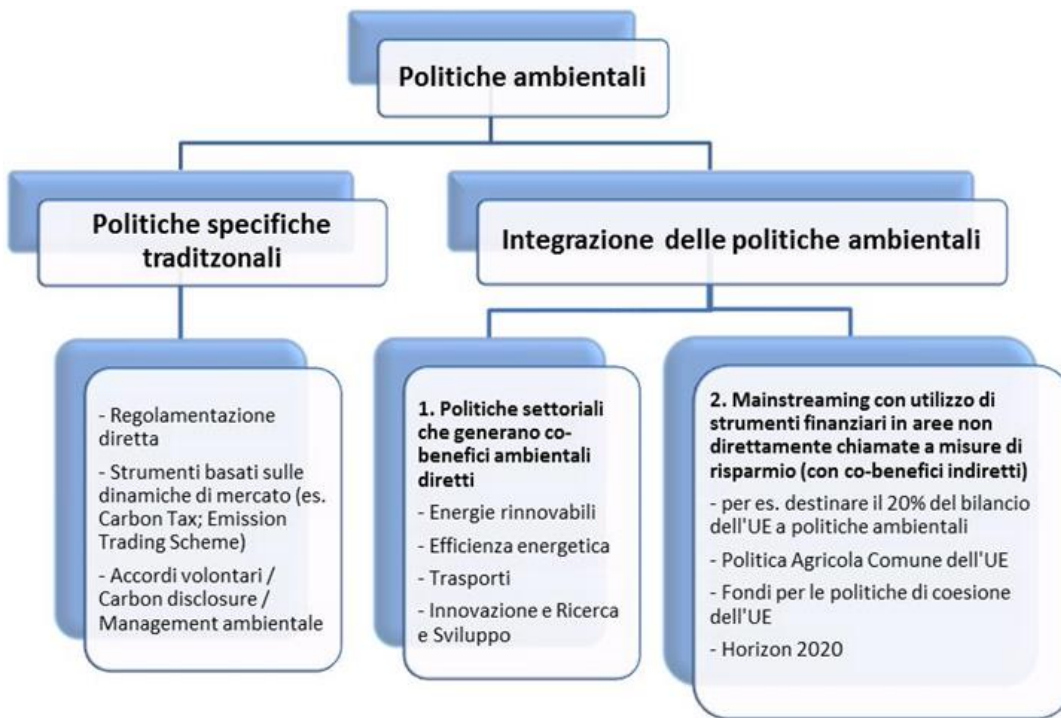 Politiche ambientali
Politiche specifiche
traditzonali
Integrazione delle politiche ambientali
- Regolamentazione
diretta
- Strumenti basati sulle
dinamiche di mercato (es.
Carbon Tax; Emission
Trading Scheme)
- Accordi volontari /
Carbon disclosure /
Management ambientale
1. Politiche settoriali
che generano co-
benefici ambientali
diretti
- Energie rinnovabili
- Efficienza energetica
- Trasporti
- Innovazione e Ricerca
e Sviluppo
2. Mainstreaming con utilizzo di
strumenti finanziari in aree non
direttamente chiamate a misure di
risparmio (con co-benefici indiretti)
- per es. destinare il 20% del bilancio
dell'UE a politiche ambientali
- Politica Agricola Comune dell'UE
- Fondi per le politiche di coesione
dell'UE
- Horizon 2020